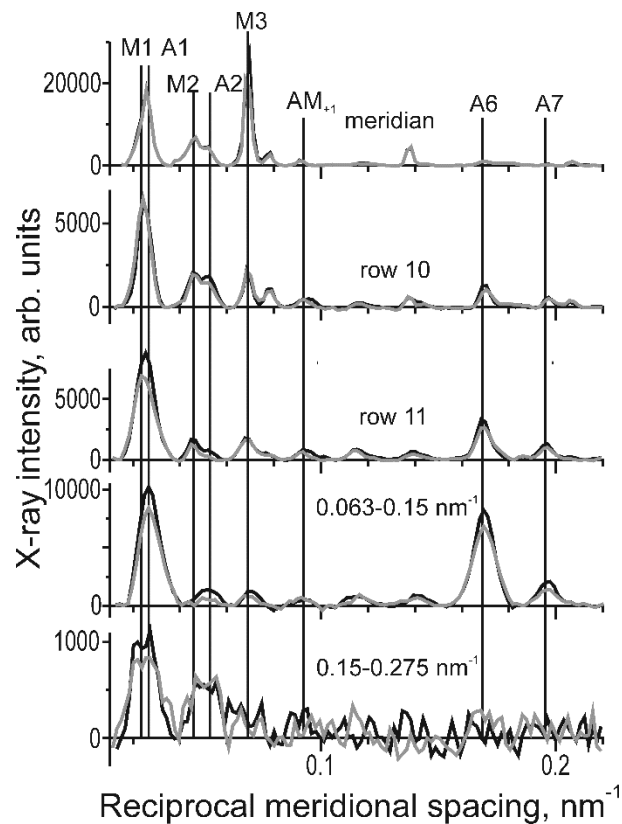 M3
M1 A1
M2 A2 AM+1 A6 A7
20000
meridian
0
5000
row 10
0
5000
row 11
0
10000
0.063-0.15 nm-1
5000
0
1000
0.15-0.275 nm-1
0
0.1 0.2
X-ray intensity, arb. units
Reciprocal meridional spacing, nm-1